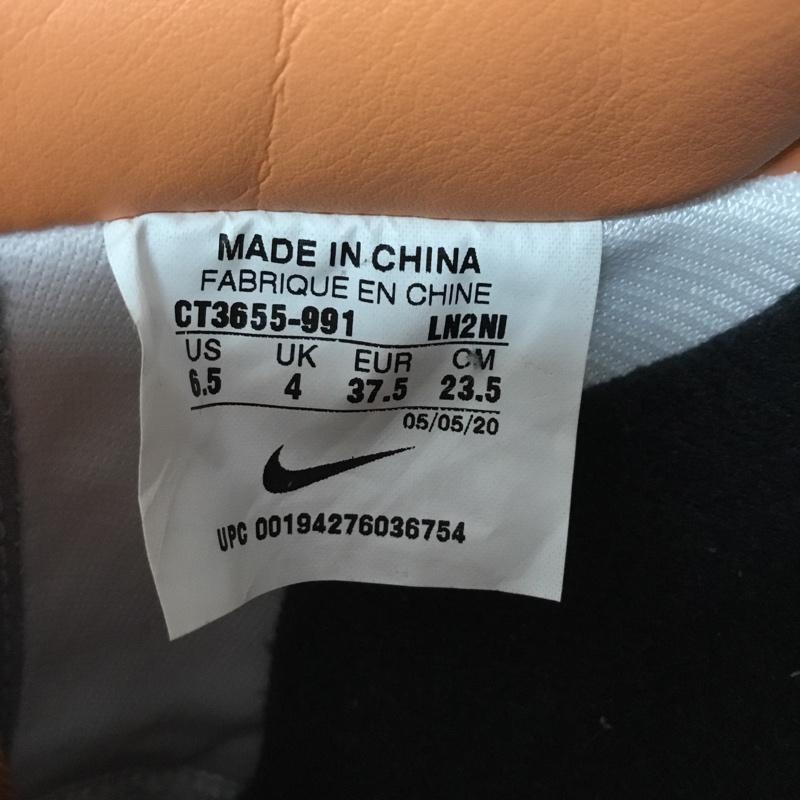 MADE IN CHINA
FABRIQUE EN CHINE
CT3655-991 LN2NI
US UK EUR CM
6.5 4 37.5 23.5
05/05/20
UPC 00194276036754